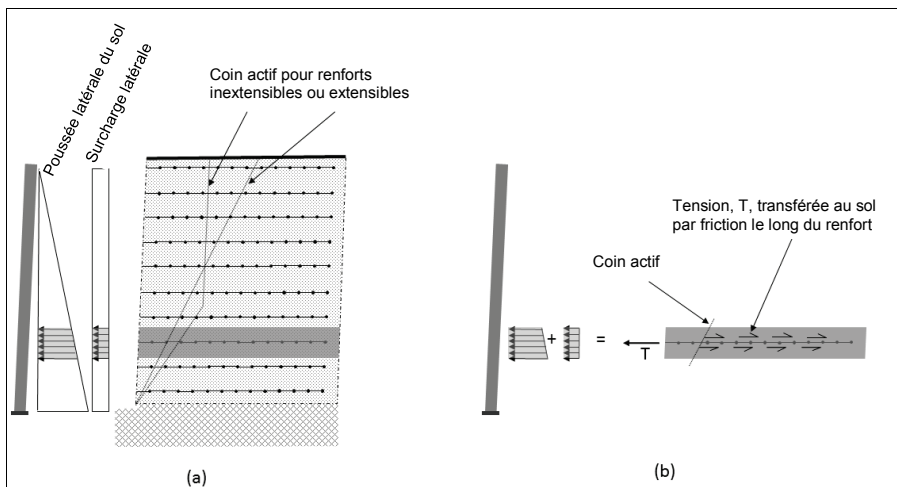 Poussée latérale du sol
Surcharge latérale
Coin actif pour renforts
inextensibles ou extensibles
(a)
Tension, T, transférée au sol
par friction le long du renfort
Coin actif
+
=
T
(b)